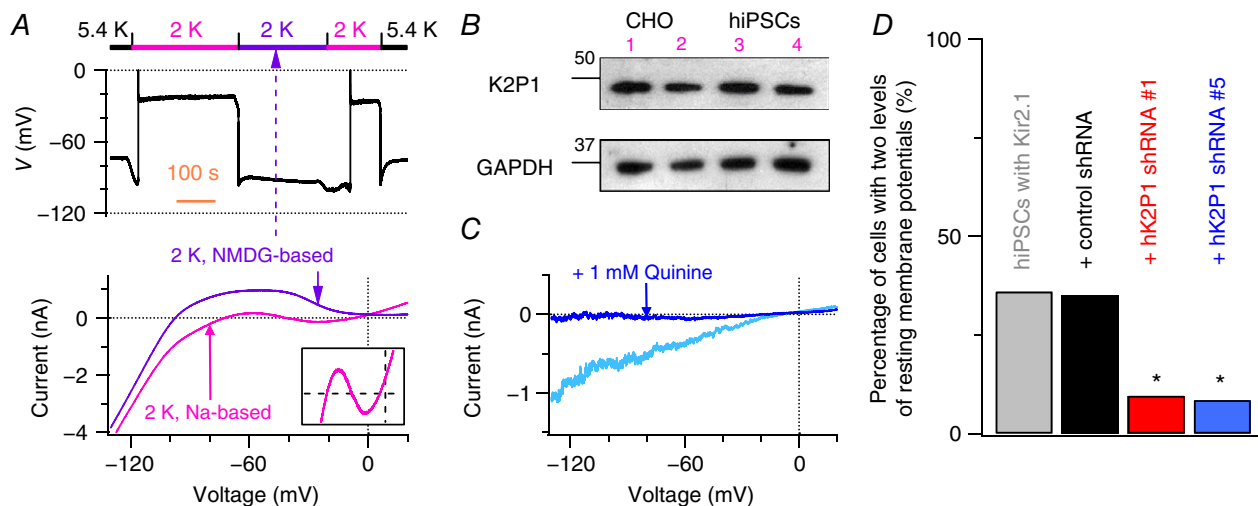 A
5.4 K 2 K 2 K 2 K 5.4 K
0
−60
−120
V (mV)
100 s
2 K, NMDG-based
0
−2
−4
Current (nA)
2 K, Na-based
−120 −60 0
Voltage (mV)
B
CHO hiPSCs
1 2 3 4
50
K2P1
37
GAPDH
C
+ 1 mM Quinine
0
−1
Current (nA)
−120 −60 0
Voltage (mV)
D
100
50
0
Percentage of cells with two levels
of resting membrane potentials (%)
hiPSCs with Kir2.1
+ control shRNA
+ hK2P1 shRNA #1
+ hK2P1 shRNA #5
* *